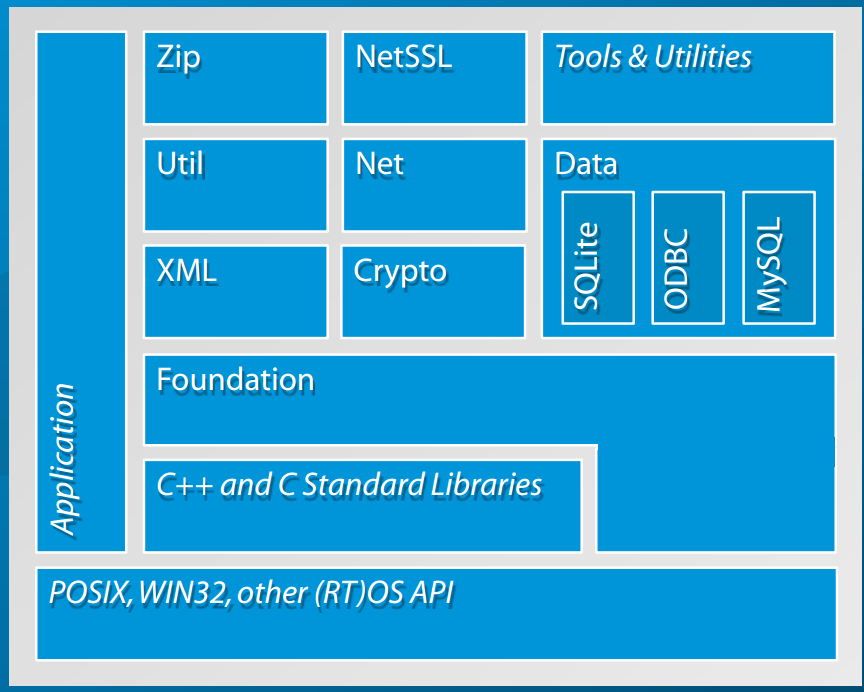 Zip
NetSSL
Tools & Utilities
Util
Net
Data
SQLite
ODBC
MySQL
XML
Crypto
Foundation
Application
C++ and C Standard Libraries
POSIX, WIN32, other (RT)OS API